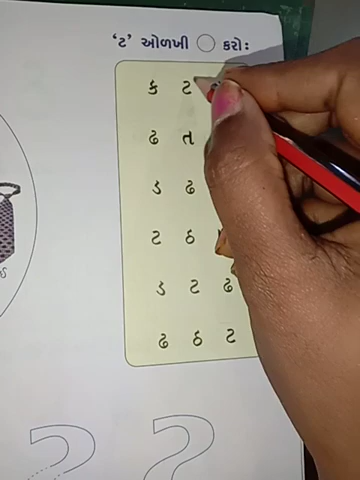 'ટ' ઓળખી ◯ કરો:
ક ટ
ઢ ત
ડ ઢ
ટ ઠ
ડ ટ ઢ
ઢ ઠ ટ